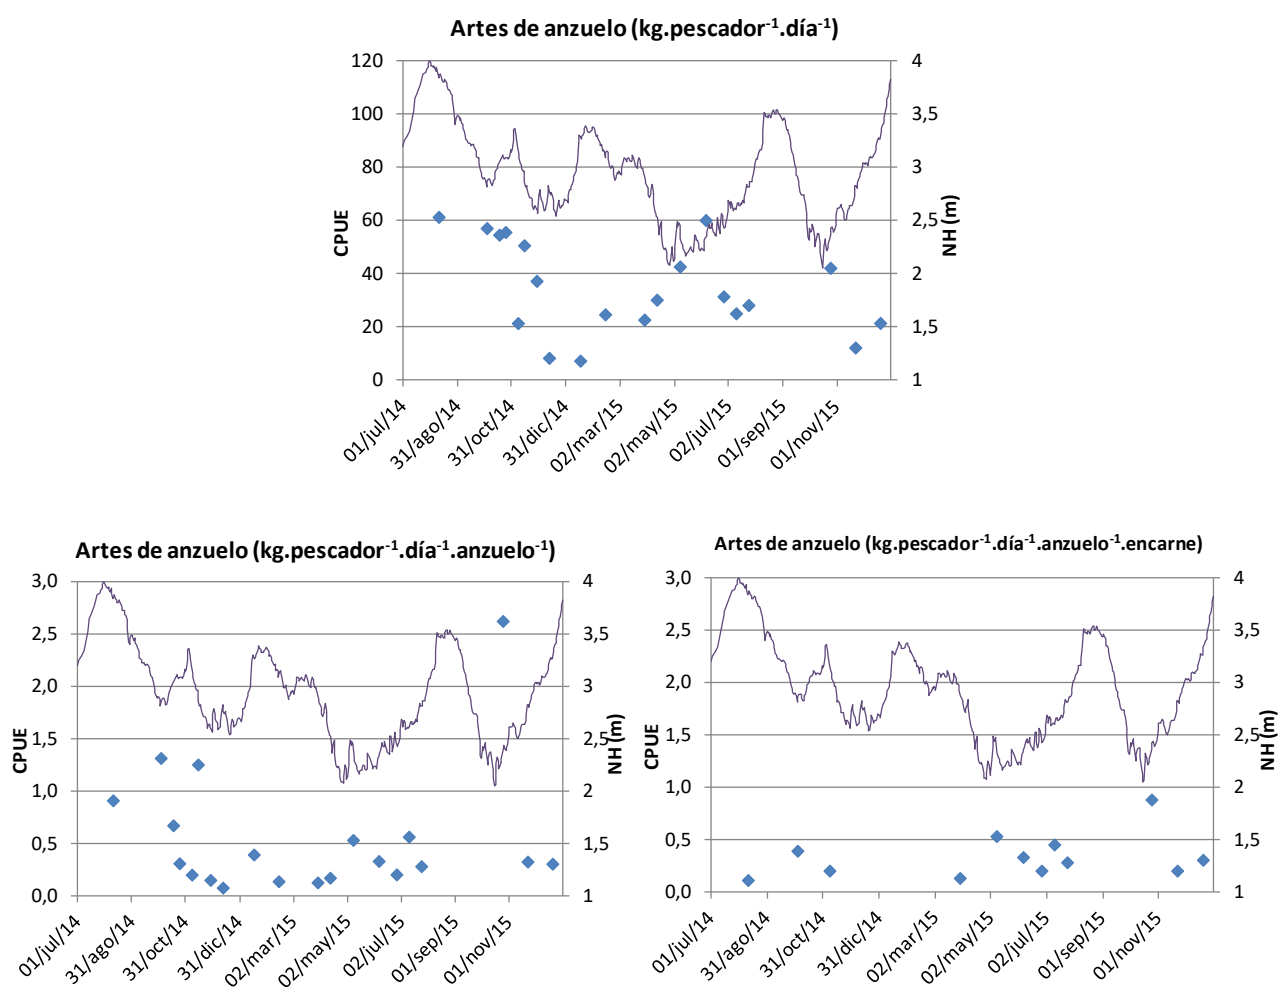 Artes de anzuelo (kg.pescador⁻¹.día⁻¹)
120
100
80
60
40
20
0
CPUE
4
3,5
3
2,5
2
1,5
1
NH (m)
01/jul/14
31/ago/14
31/oct/14
31/dic/14
02/mar/15
02/may/15
02/jul/15
01/sep/15
01/nov/15
Artes de anzuelo (kg.pescador⁻¹.día⁻¹.anzuelo⁻¹)
3,0
2,5
2,0
1,5
1,0
0,5
0,0
CPUE
4
3,5
3
2,5
2
1,5
1
NH (m)
01/jul/14
31/ago/14
31/oct/14
31/dic/14
02/mar/15
02/may/15
02/jul/15
01/sep/15
01/nov/15
Artes de anzuelo (kg.pescador⁻¹.día⁻¹.anzuelo⁻¹.encarne)
3,0
2,5
2,0
1,5
1,0
0,5
0,0
CPUE
4
3,5
3
2,5
2
1,5
1
NH (m)
01/jul/14
31/ago/14
31/oct/14
31/dic/14
02/mar/15
02/may/15
02/jul/15
01/sep/15
01/nov/15